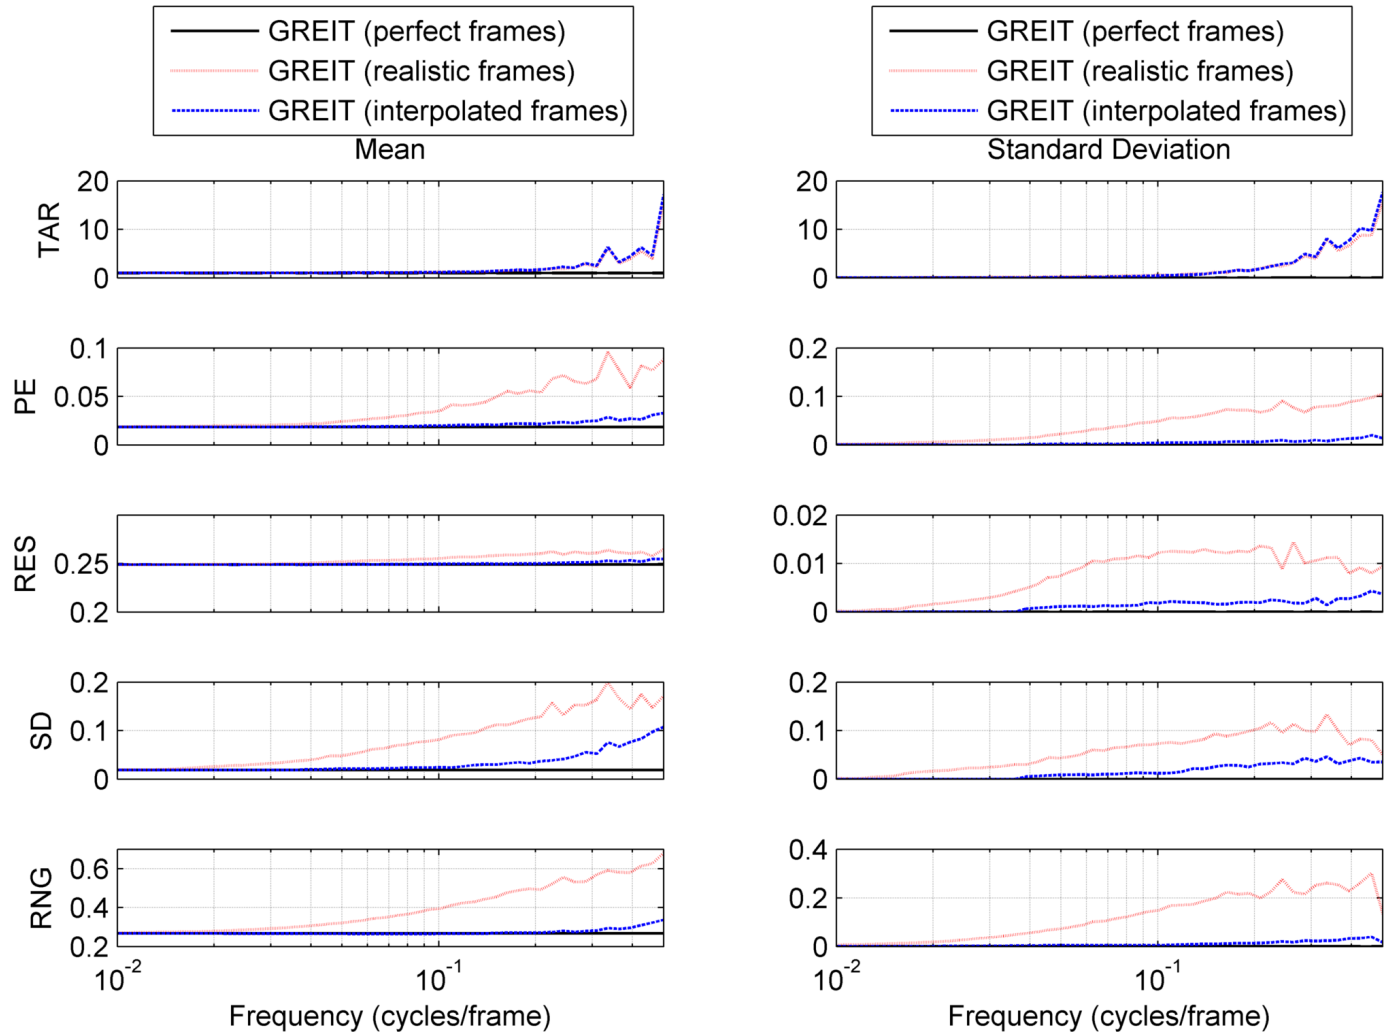 GREIT (perfect frames)
GREIT (realistic frames)
GREIT (interpolated frames)
Mean
TAR
20
10
0
PE
0.1
0.05
0
RES
0.25
0.2
SD
0.2
0.1
0
RNG
0.6
0.4
0.2
10-2
10-1
Frequency (cycles/frame)
GREIT (perfect frames)
GREIT (realistic frames)
GREIT (interpolated frames)
Standard Deviation
20
10
0
0.2
0.1
0
0.02
0.01
0
0.2
0.1
0
0.4
0.2
0
10-2
10-1
Frequency (cycles/frame)